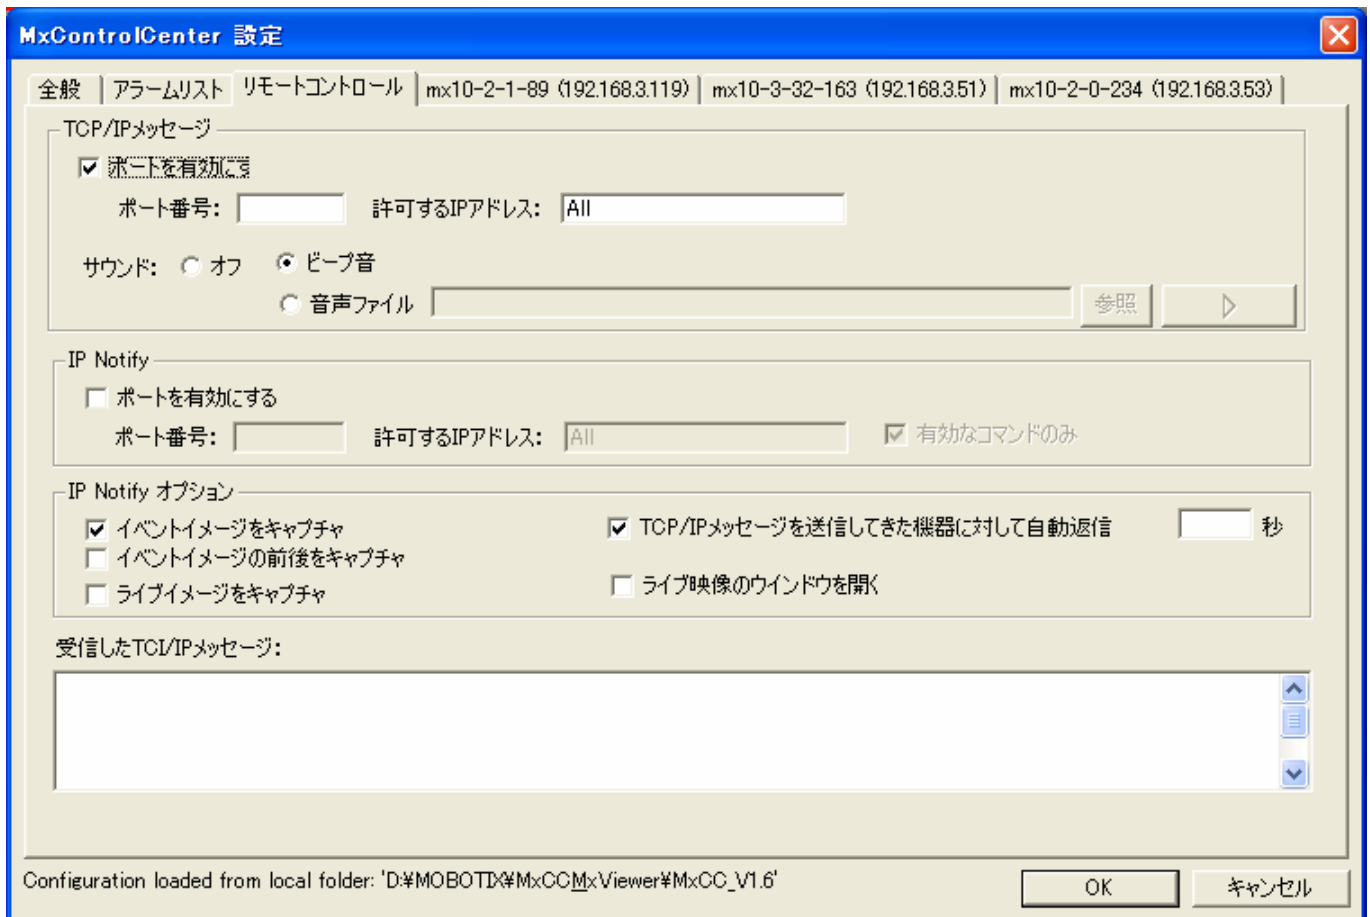 MxControlCenter 設定
全般 アラームリスト リモートコントロール mx10-2-1-89 (192.168.3.119) mx10-3-32-163 (192.168.3.51) mx10-2-0-234 (192.168.3.53)
TCP/IPメッセージ
ポートを有効にす
ポート番号: 許可するIPアドレス: All
サウンド: オフ ビープ音
音声ファイル 参照
IP Notify
ポートを有効にする
ポート番号: 許可するIPアドレス: All 有効なコマンドのみ
IP Notify オプション
イベントイメージをキャプチャ TCP/IPメッセージを送信してきた機器に対して自動返信 秒
イベントイメージの前後をキャプチャ
ライブイメージをキャプチャ ライブ映像のウインドウを開く
受信したTCI/IPメッセージ:
Configuration loaded from local folder: 'D:¥MOBOTIX¥MxCCMxViewer¥MxCC_V1.6'
OK キャンセル